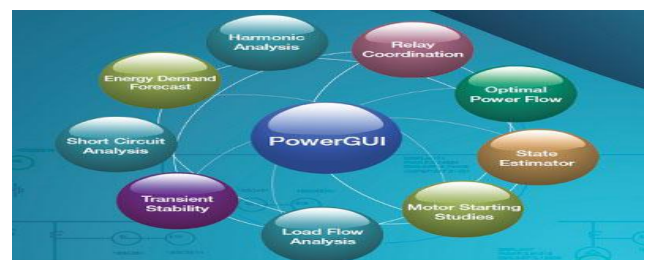 Harmonic
Analysis
Relay
Coordination
Energy Demand
Forecast
Optimal
Power Flow
PowerGUI
Short Circuit
Analysis
State
Estimator
Transient
Stability
Motor Starting
Studies
Load Flow
Analysis